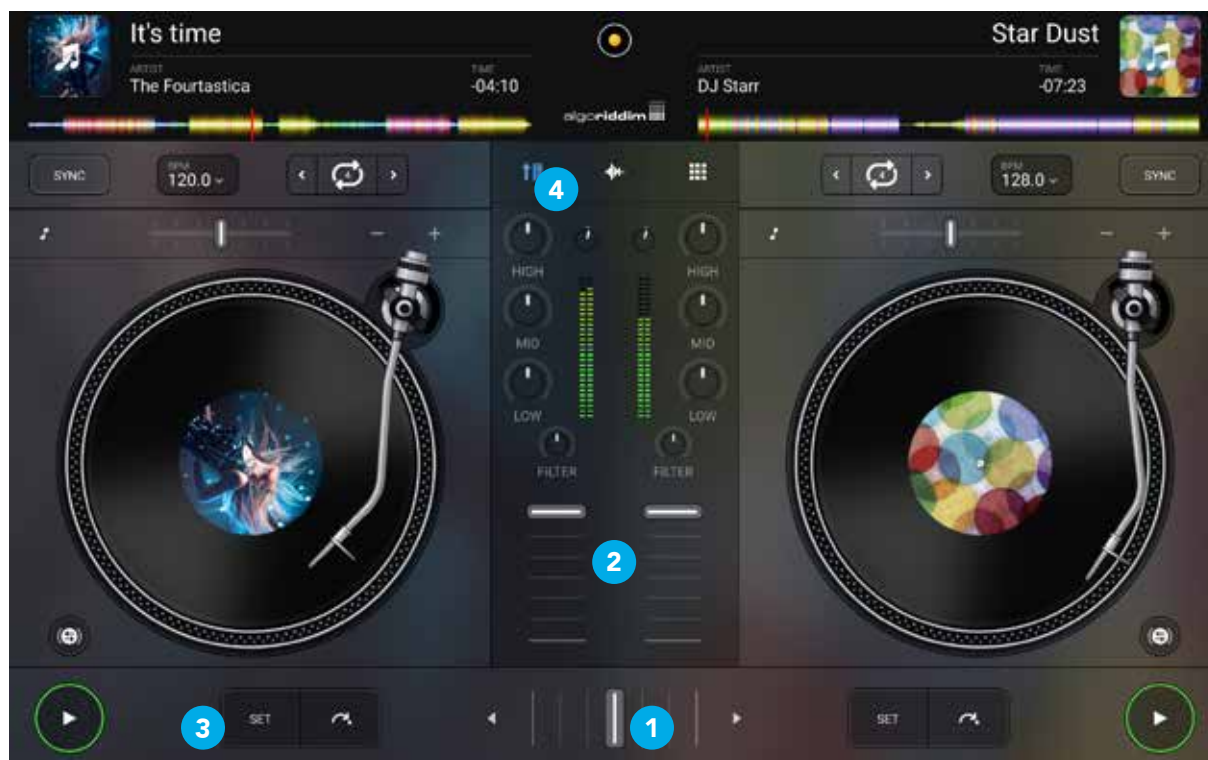 It's time
Star Dust
ARTIST
TIME
ARTIST
TIME
The Fourtastica
-04:10
DJ Starr
-07:23
algoriddim
SYNC
BPM
120.0
4
4
BPM
128.0
SYNC
4
- +
- +
HIGH
HIGH
MID
MID
LOW
LOW
FILTER
FILTER
2
3
SET
1
SET